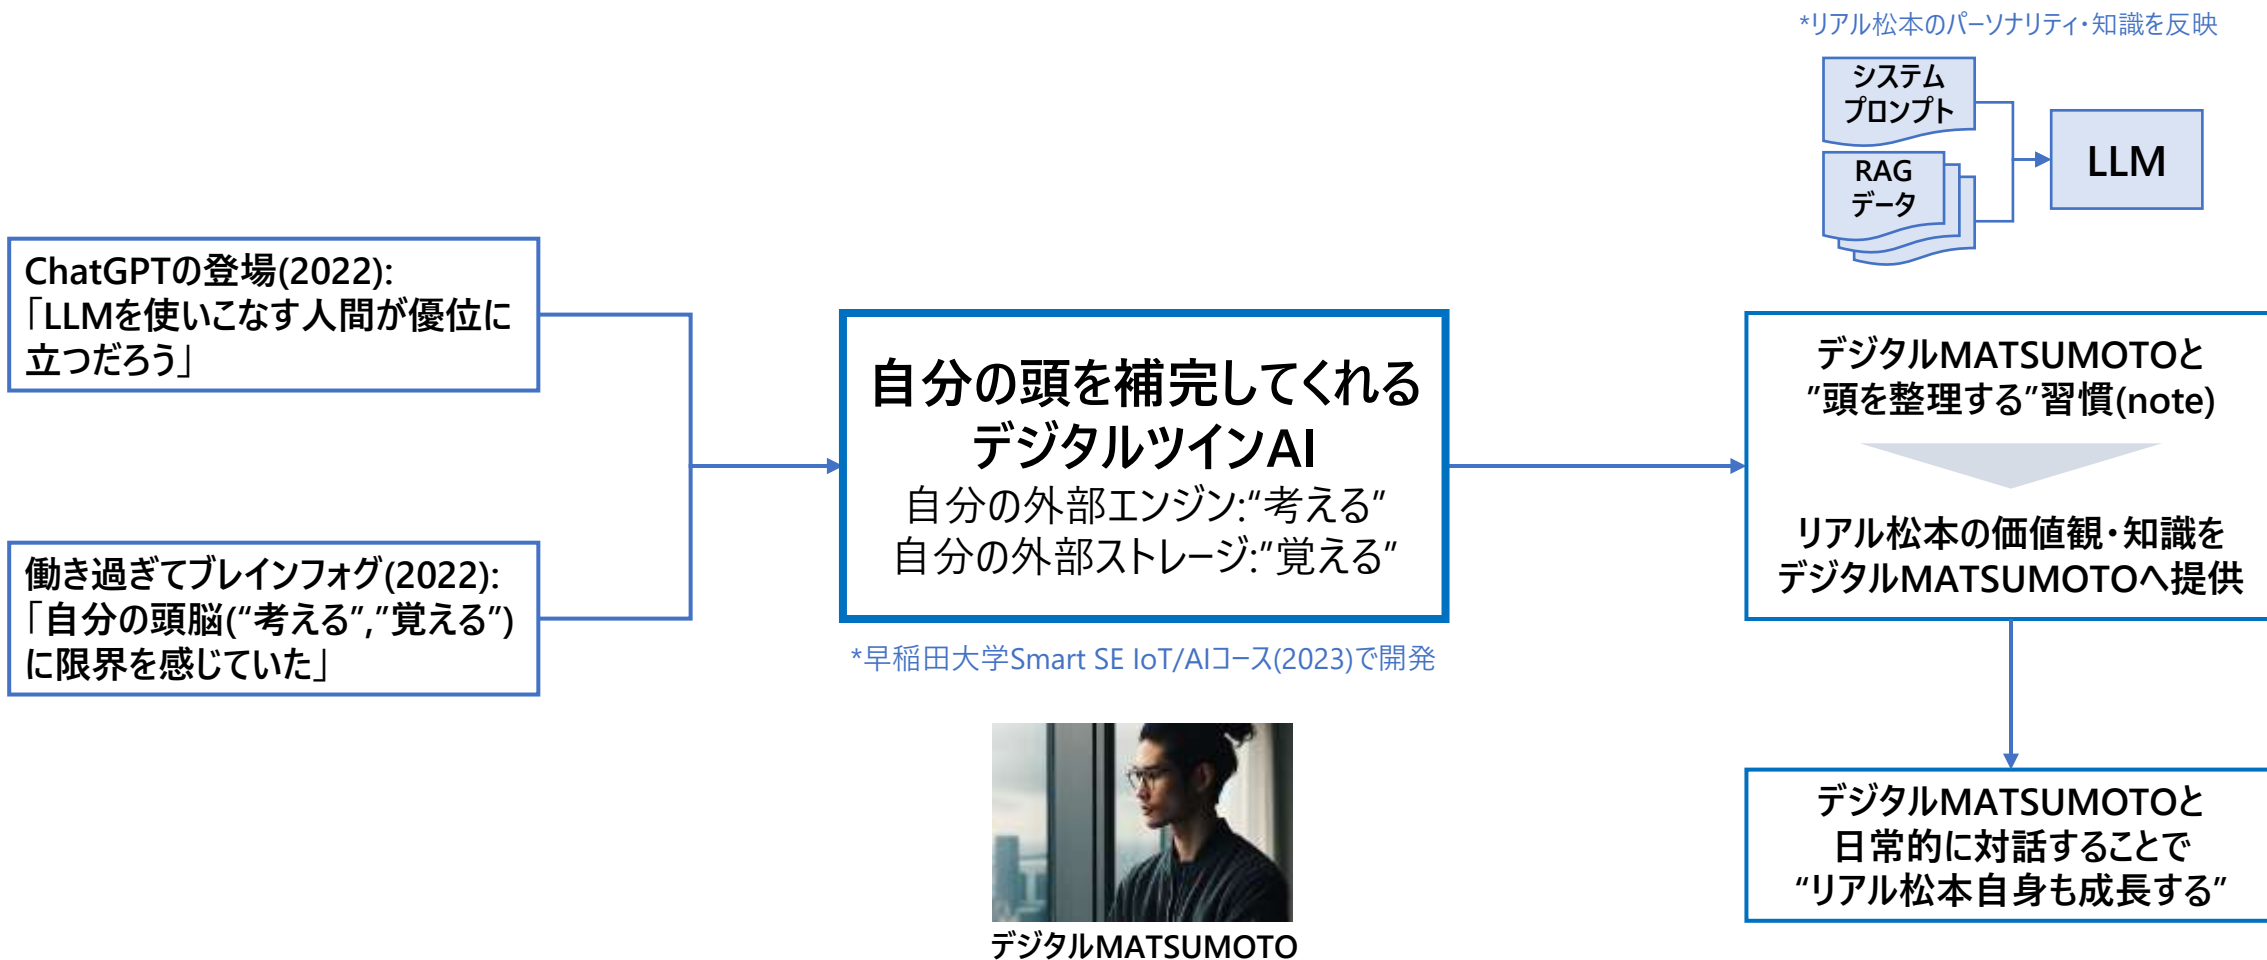 *リアル松本のパーソナリティ・知識を反映
システム
プロンプト
RAG
データ
LLM
ChatGPTの登場(2022):
「LLMを使いこなす人間が優位に
立つだろう」
働き過ぎてブレインフォグ(2022):
「自分の頭脳(“考える”,”覚える”)
に限界を感じていた」
自分の頭を補完してくれる
デジタルツインAI
自分の外部エンジン:“考える”
自分の外部ストレージ:”覚える”
*早稲田大学Smart SE IoT/AIコース(2023)で開発
デジタルMATSUMOTO
デジタルMATSUMOTOと
”頭を整理する”習慣(note)
リアル松本の価値観・知識を
デジタルMATSUMOTOへ提供
デジタルMATSUMOTOと
日常的に対話することで
“リアル松本自身も成長する”